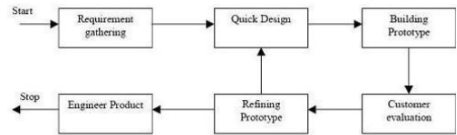 Start
Requirement
gathering
Quick Design
Building
Prototype
Stop
Engineer Product
Refining
Prototype
Customer
evaluation